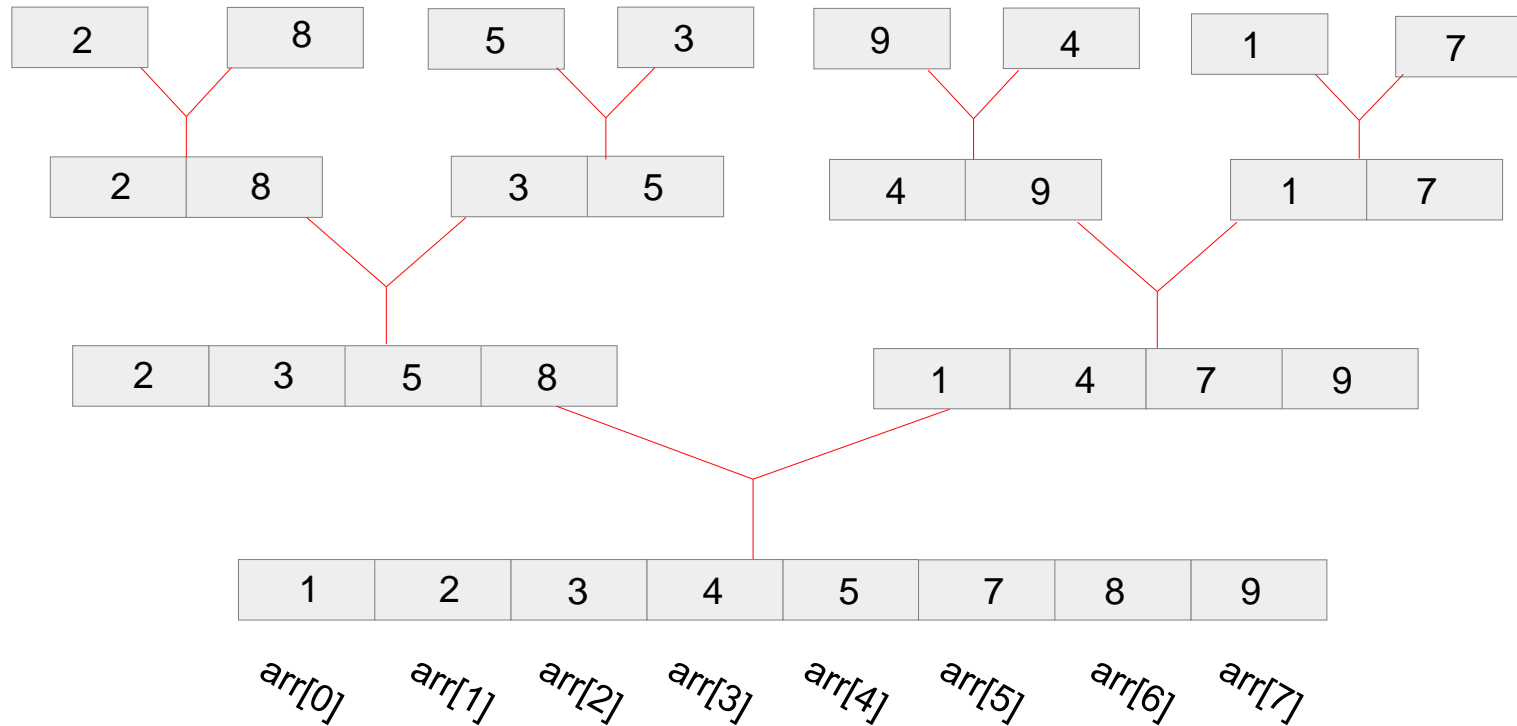 2 8 5 3 9 4 1 7
2 8 3 5 4 9 1 7
2 3 5 8 1 4 7 9
1 2 3 4 5 7 8 9
arr[0] arr[1] arr[2] arr[3] arr[4] arr[5] arr[6] arr[7]